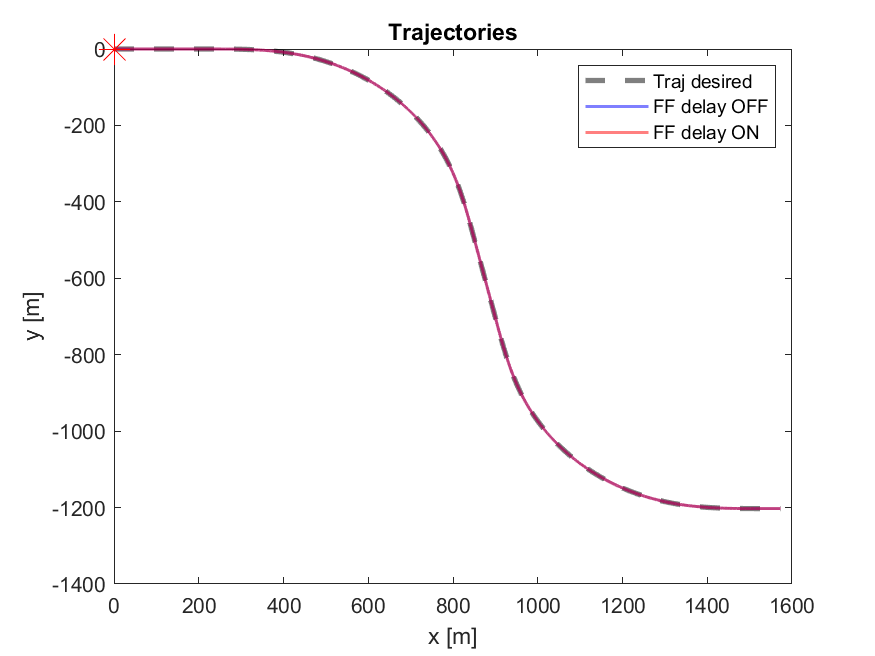 Trajectories
Traj desired
FF delay OFF
FF delay ON
0
-200
-400
-600
-800
-1000
-1200
-1400
y [m]
0 200 400 600 800 1000 1200 1400 1600
x [m]